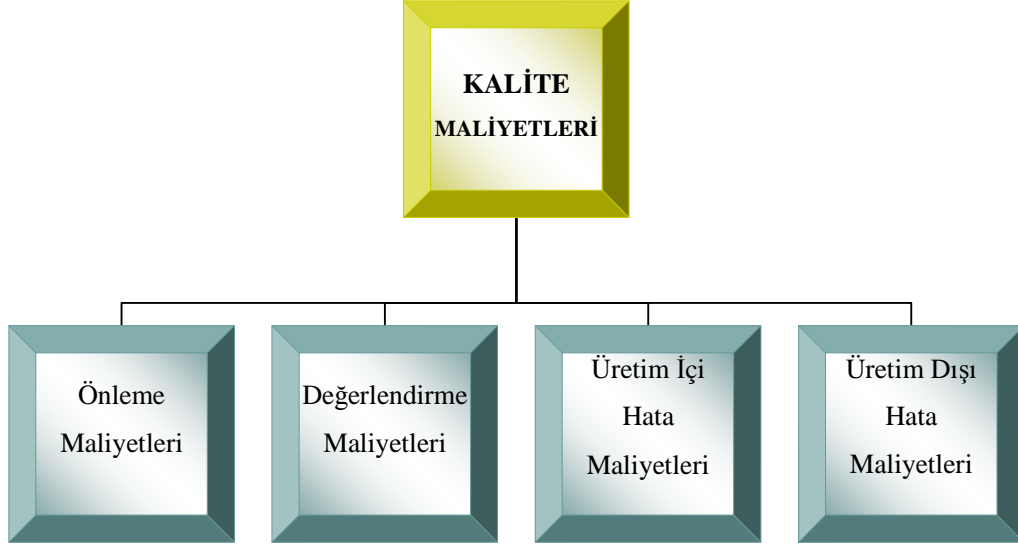 KALİTE
MALİYETLERİ
Önleme
Maliyetleri
Değerlendirme
Maliyetleri
Üretim İçi
Hata
Maliyetleri
Üretim Dışı
Hata
Maliyetleri